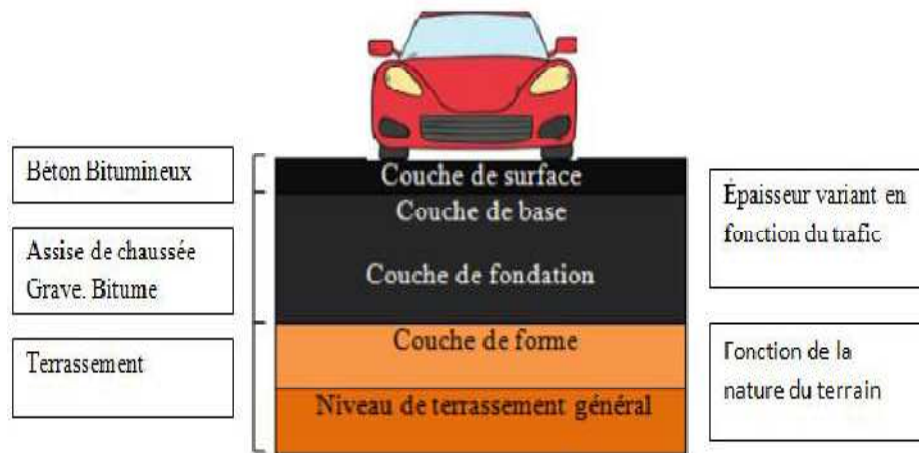 Béton Bitumineux
Assise de chaussée
Grave. Bitume
Terrassement
Couche de surface
Couche de base
Couche de fondation
Couche de forme
Niveau de terrassement général
Épaisseur variant en
fonction du trafic
Fonction de la
nature du terrain